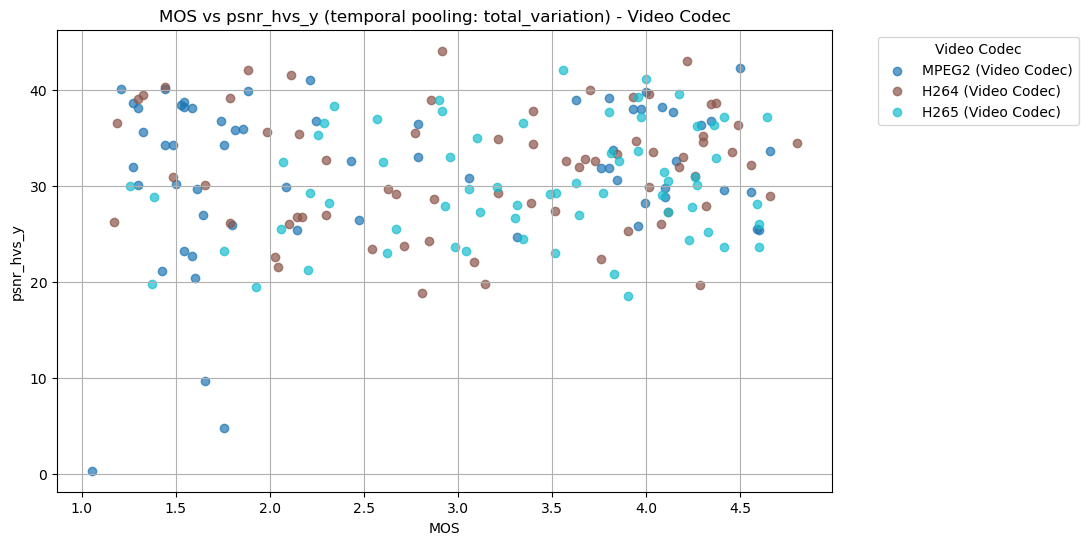 MOS vs psnr_hvs_y (temporal pooling: total_variation) - Video Codec
Video Codec
MPEG2 (Video Codec)
H264 (Video Codec)
H265 (Video Codec)
psnr_hvs_y
40
30
20
10
0
1.0 1.5 2.0 2.5 3.0 3.5 4.0 4.5
MOS